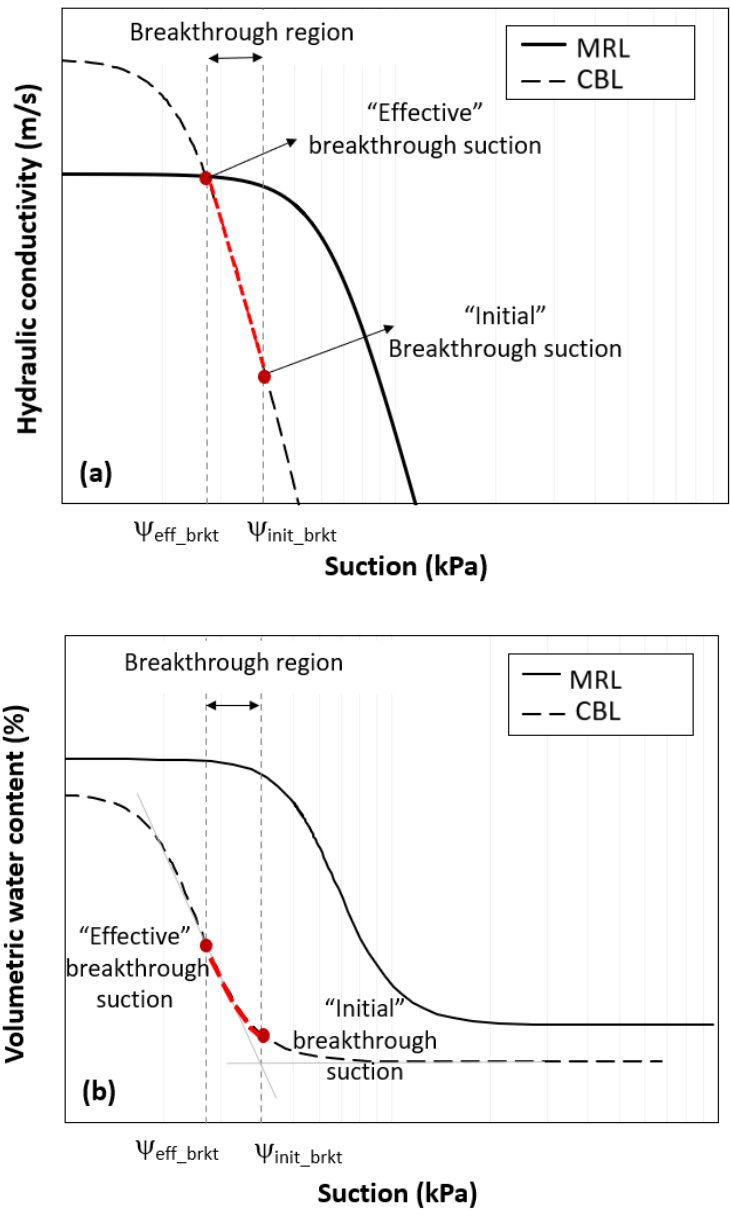 Breakthrough region
MRL
CBL
“Effective”
breakthrough suction
“Initial”
Breakthrough suction
Hydraulic conductivity (m/s)
(a)
Ψeff_brkt
Ψinit_brkt
Suction (kPa)
Breakthrough region
MRL
CBL
Volumetric water content (%)
“Effective”
breakthrough
suction
“Initial”
breakthrough
suction
(b)
Ψeff_brkt
Ψinit_brkt
Suction (kPa)